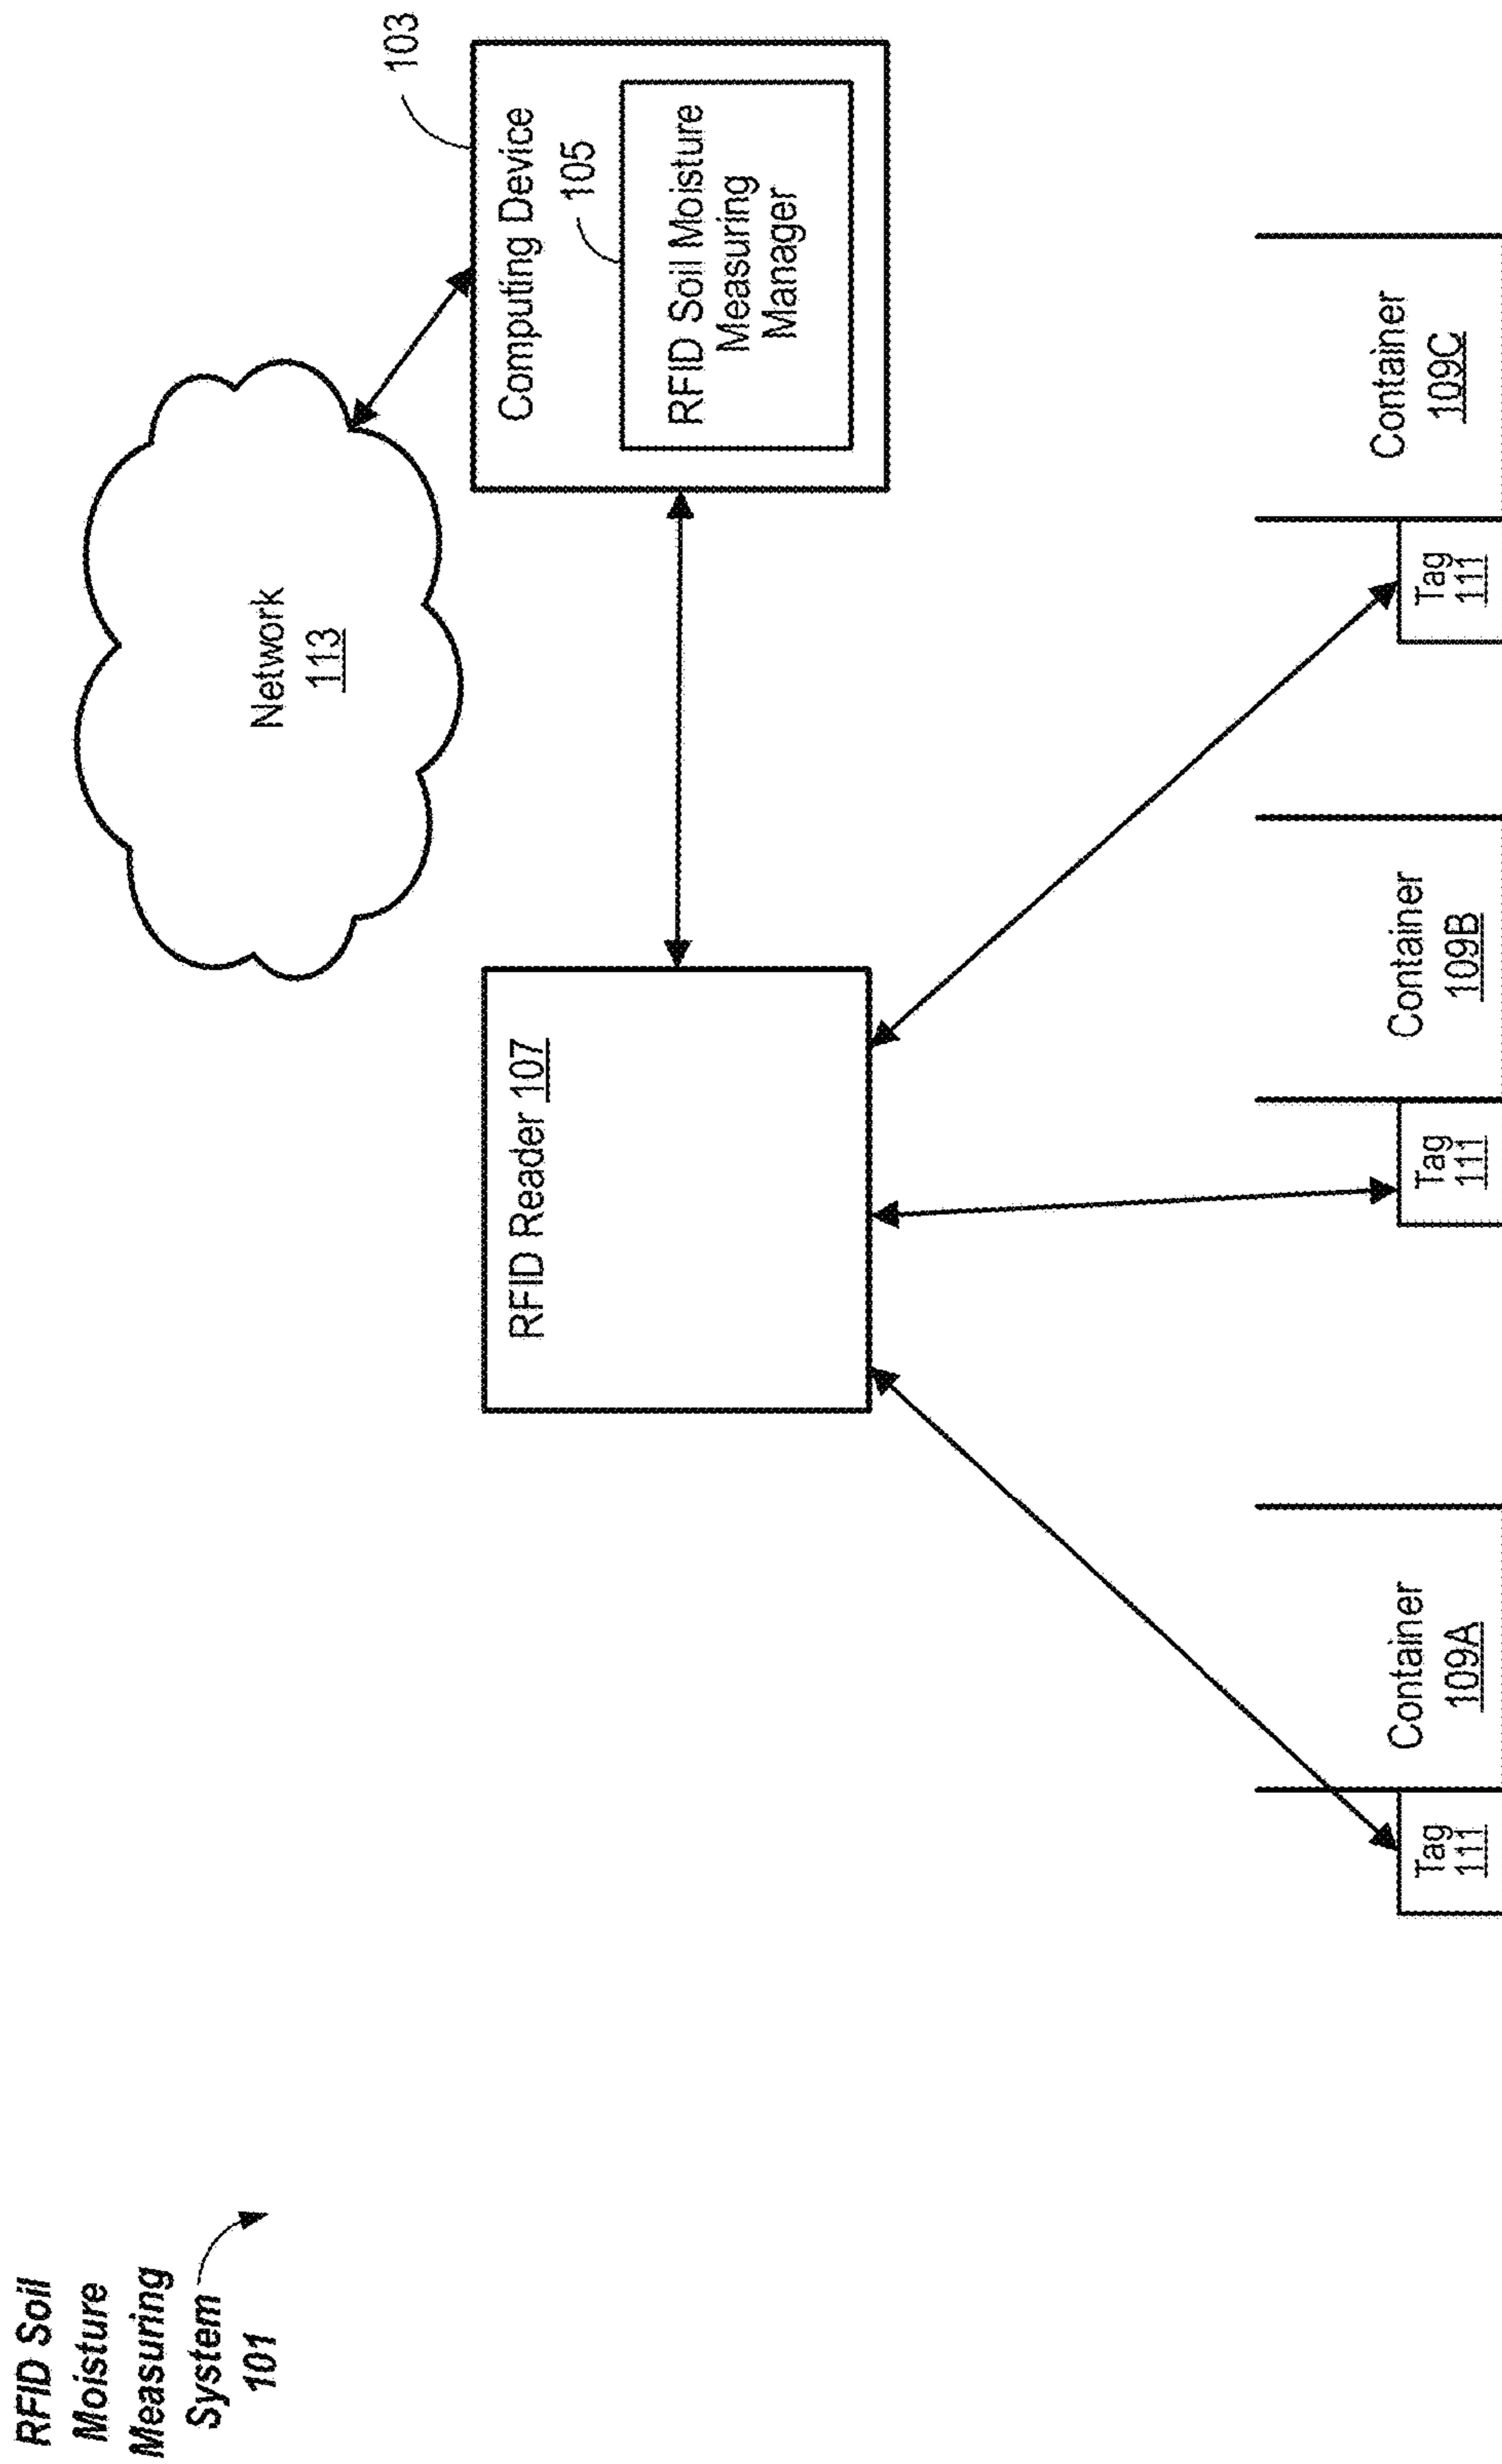 RFID Soil
Moisture
Measuring
System
101
Network
113
103
Computing Device
105
RFID Soil Moisture
Measuring
Manager
RFID Reader 107
Tag
111
Container
109A
Tag
111
Container
109B
Tag
111
Container
109C